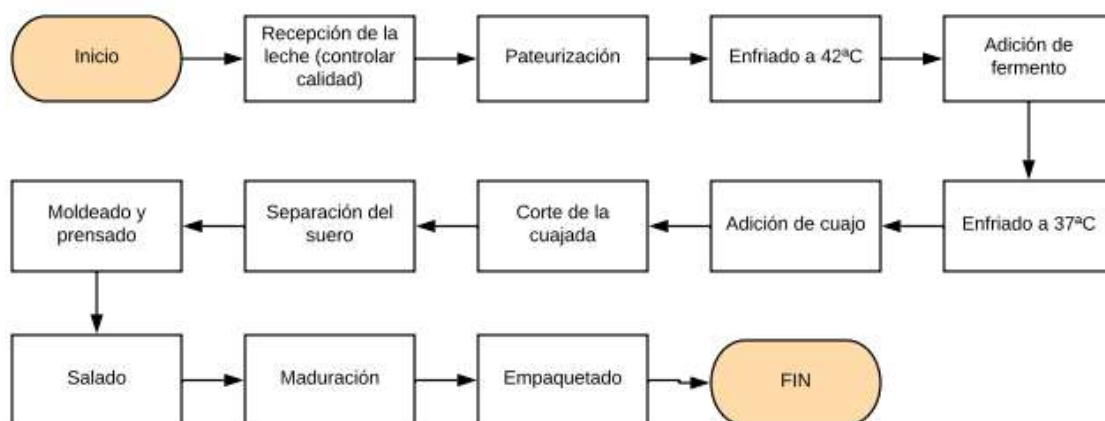 Inicio
Recepción de la
leche (controlar
calidad)
Pateurización
Enfriado a 42ªC
Adición de
fermento
Enfriado a 37ªC
Adición de cuajo
Corte de la
cuajada
Separación del
suero
Moldeado y
prensado
Salado
Maduración
Empaquetado
FIN